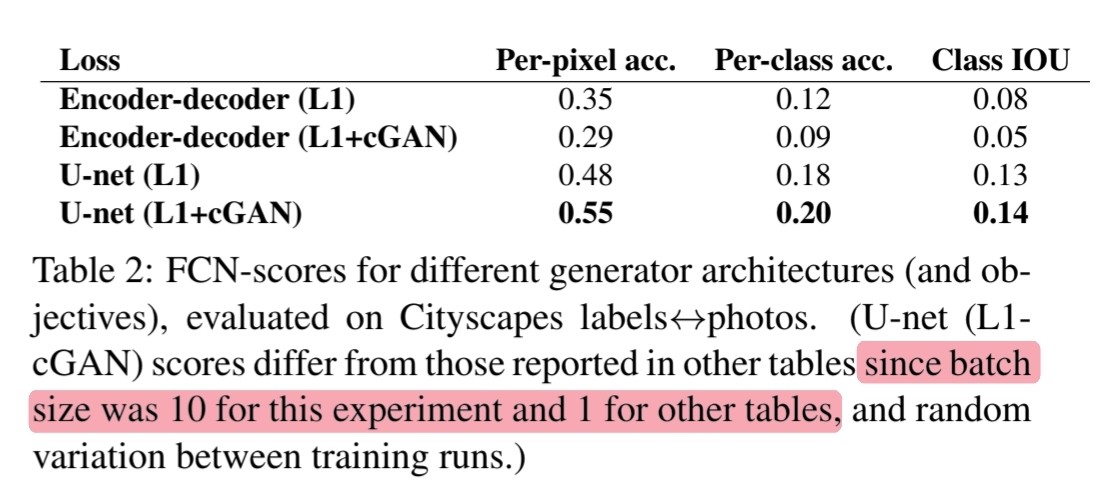 Loss Per-pixel acc. Per-class acc. Class IOU
Encoder-decoder (L1) 0.35 0.12 0.08
Encoder-decoder (L1+cGAN) 0.29 0.09 0.05
U-net (L1) 0.48 0.18 0.13
U-net (L1+cGAN) 0.55 0.20 0.14
Table 2: FCN-scores for different generator architectures (and ob-
jectives), evaluated on Cityscapes labels↔photos. (U-net (L1-
cGAN) scores differ from those reported in other tables since batch
size was 10 for this experiment and 1 for other tables, and random
variation between training runs.)